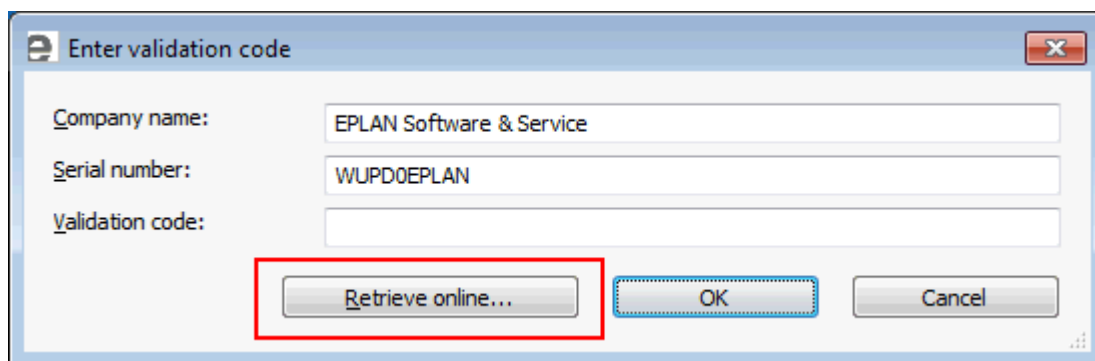 Enter validation code
Company name: EPLAN Software & Service
Serial number: WUPD0EPLAN
Validation code:
Retrieve online... OK Cancel